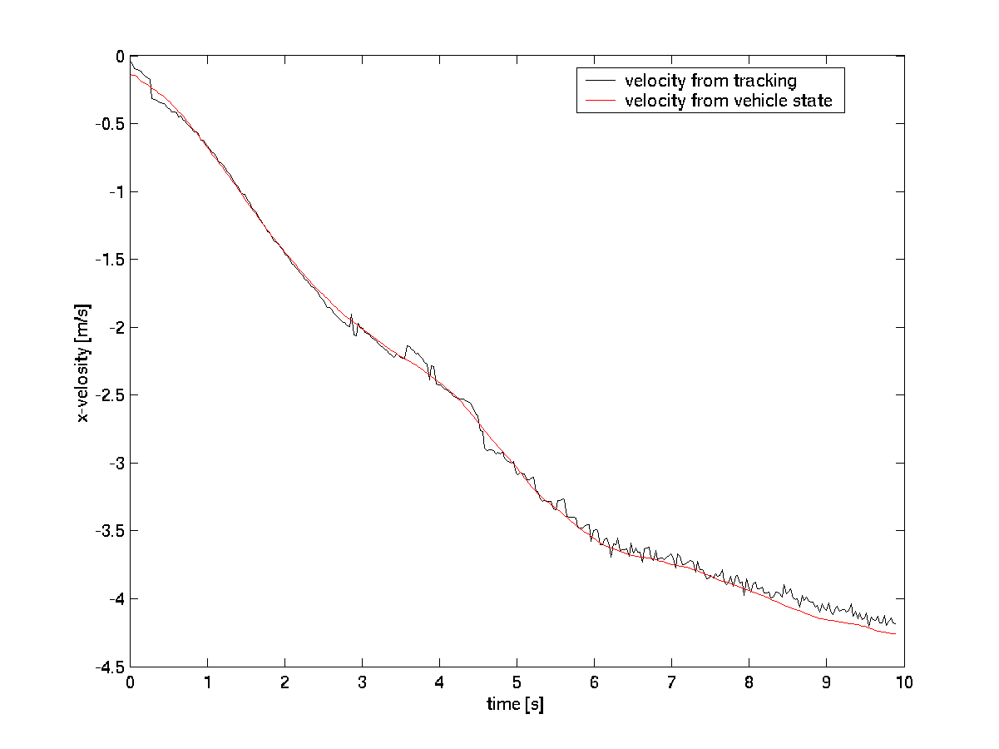 velocity from tracking
velocity from vehicle state
0
-0.5
-1
-1.5
-2
-2.5
-3
-3.5
-4
-4.5
x-velosity [m/s]
0 1 2 3 4 5 6 7 8 9 10
time [s]